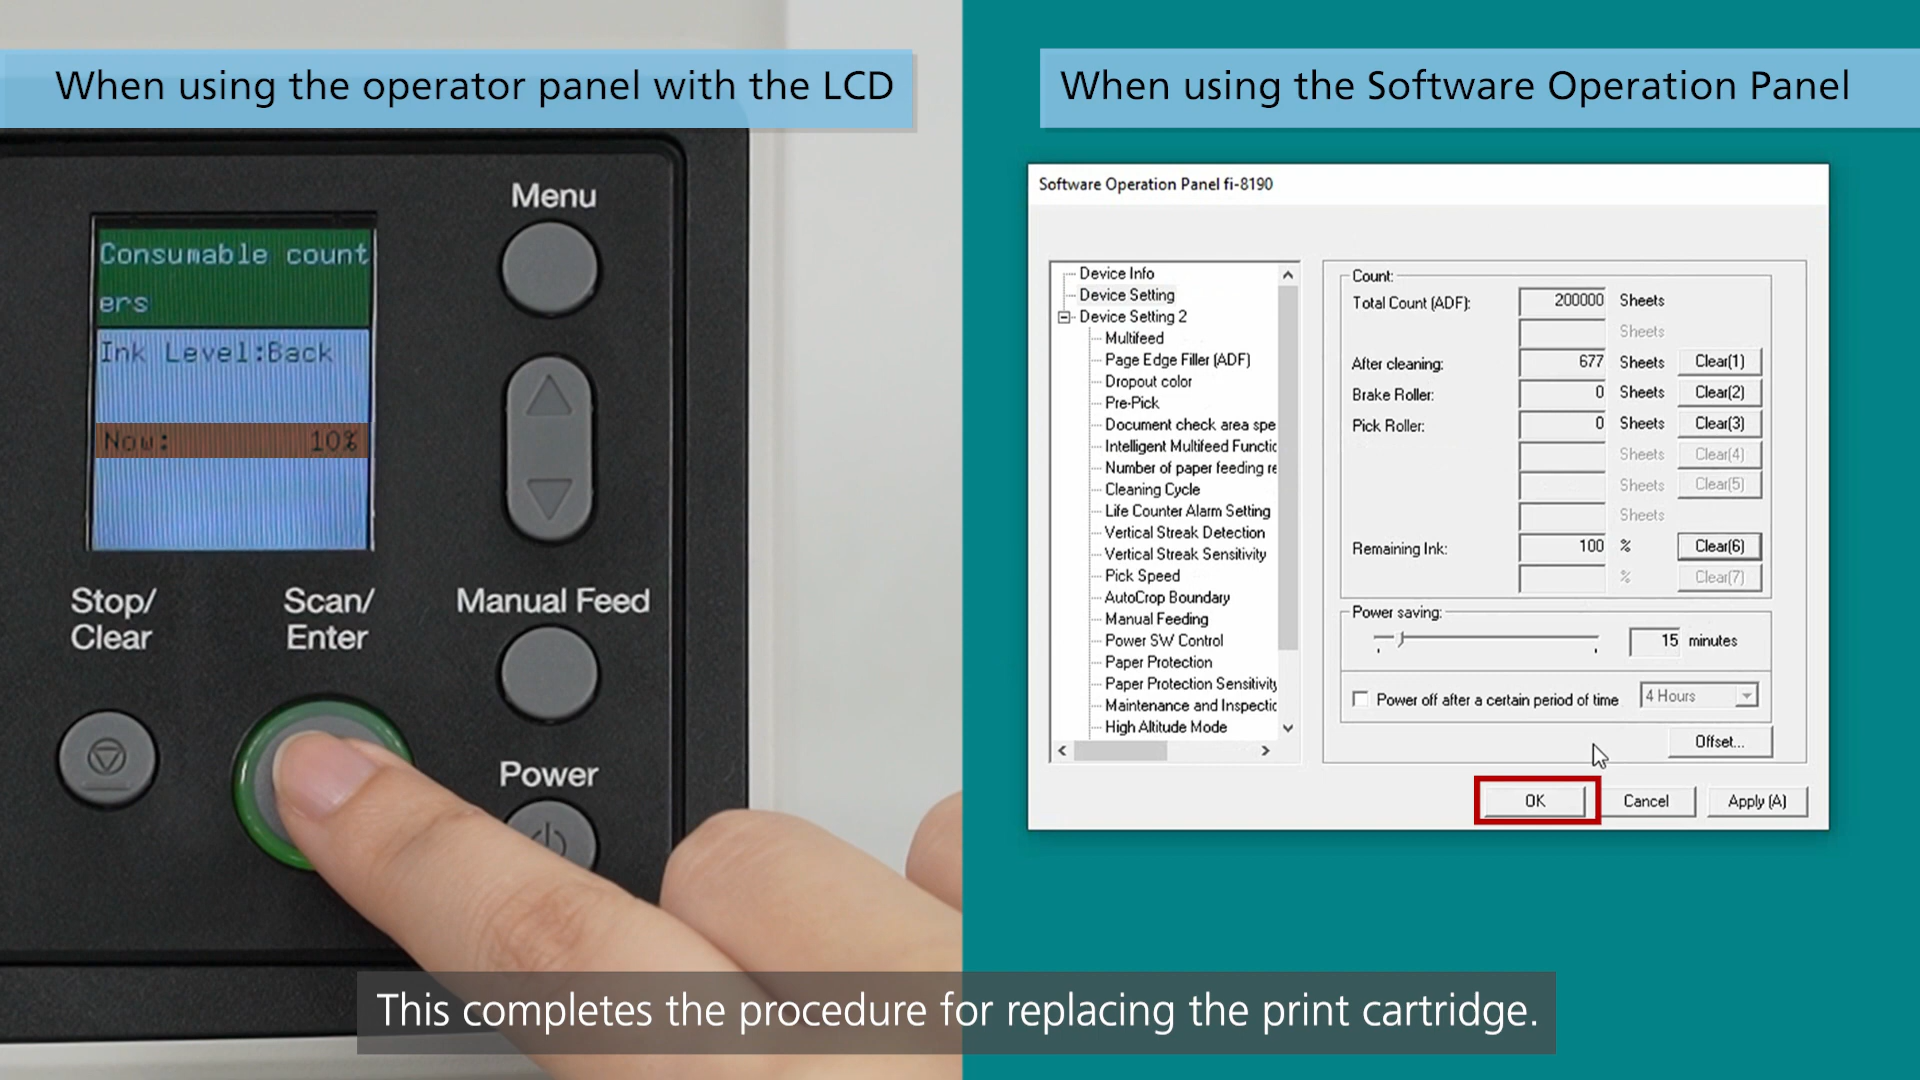 When using the operator panel with the LCD
Consumable count
ers
Ink Level:Back
Now: 10%
Menu
Stop/
Clear
Scan/
Enter
Manual Feed
Power
When using the Software Operation Panel
Software Operation Panel fi-8190
Device Info
Device Setting
Device Setting 2
Multifeed
Page Edge Filler (ADF)
Dropout color
Pre-Pick
Document check area spe
Intelligent Multifeed Functic
Number of paper feeding re
Cleaning Cycle
Life Counter Alarm Setting
Vertical Streak Detection
Vertical Streak Sensitivity
Pick Speed
AutoCrop Boundary
Manual Feeding
Power SW Control
Paper Protection
Paper Protection Sensitivity
Maintenance and Inspectic
High Altitude Mode
Count:
Total Count (ADF): 200000 Sheets
Sheets
After cleaning: 677 Sheets Clear(1)
Brake Roller: 0 Sheets Clear(2)
Pick Roller: 0 Sheets Clear(3)
Sheets Clear(4)
Sheets Clear(5)
Sheets
Remaining Ink: 100 % Clear(6)
% Clear(7)
Power saving:
15 minutes
Power off after a certain period of time 4 Hours
Offset...
OK Cancel Apply (A)
This completes the procedure for replacing the print cartridge.